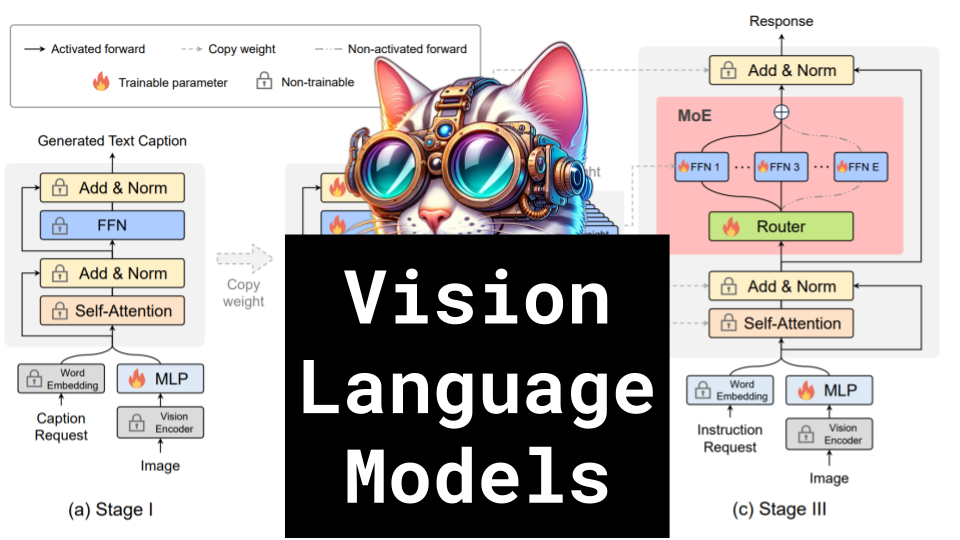 Activated forward
Copy weight
Non-activated forward
Trainable parameter
Non-trainable
Generated Text Caption
Add & Norm
FFN
Add & Norm
Self-Attention
Word
Embedding
MLP
Vision
Encoder
Caption
Request
Image
(a) Stage I
Copy
weight
Vision
Language
Models
Response
Add & Norm
MoE
FFN 1
FFN 3
FFN E
Router
Add & Norm
Self-Attention
Word
Embedding
MLP
Vision
Encoder
Instruction
Request
Image
(c) Stage III